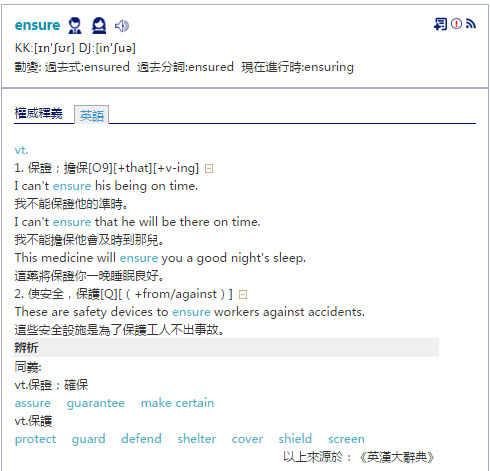 ensure
KK:[ɪnˈʃʊr] DJ:[inˈʃuə]
動變: 過去式:ensured 過去分詞:ensured 現在進行時:ensuring
權威釋義 英語
vt.
1. 保證；擔保[O9][+that][+v-ing]
I can't ensure his being on time.
我不能保證他的準時。
I can't ensure that he will be there on time.
我不能擔保他會及時到那兒。
This medicine will ensure you a good night's sleep.
這藥將保證你一晚睡眠良好。
2. 使安全，保護[Q][（+from/against）]
These are safety devices to ensure workers against accidents.
這些安全設施是為了保護工人不出事故。
辨析
同義:
vt.保證；確保
assure guarantee make certain
vt.保護
protect guard defend shelter cover shield screen
以上來源於：《英漢大辭典》